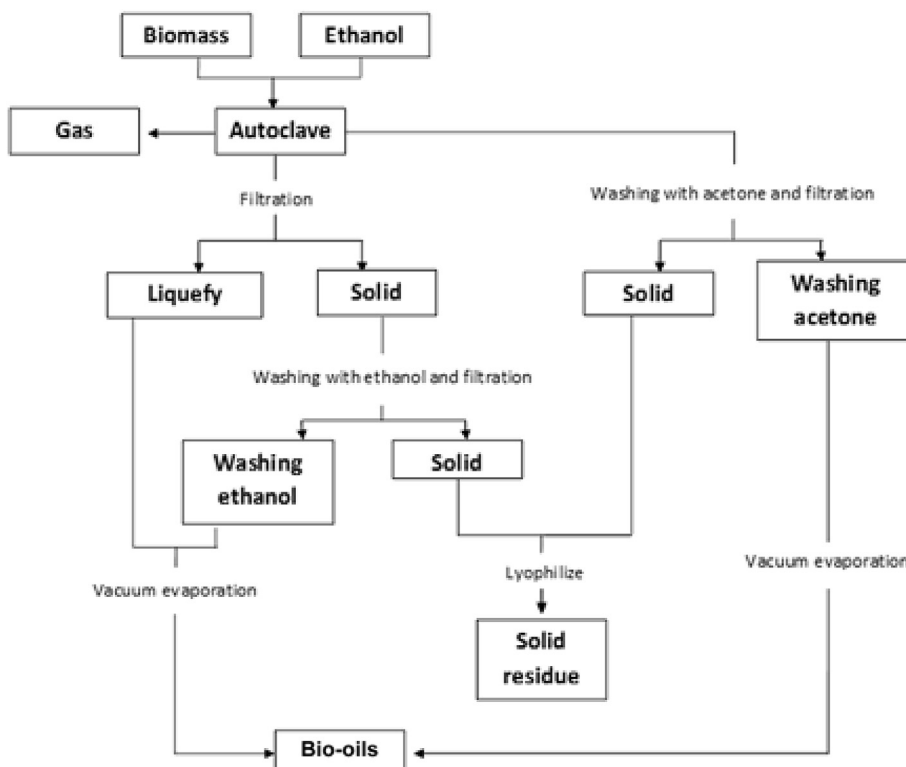 Biomass
Ethanol
Gas
Autoclave
Filtration
Washing with acetone and filtration
Liquefy
Solid
Solid
Washing
acetone
Washing with ethanol and filtration
Washing
ethanol
Solid
Vacuum evaporation
Lyophilize
Vacuum evaporation
Solid
residue
Bio-oils